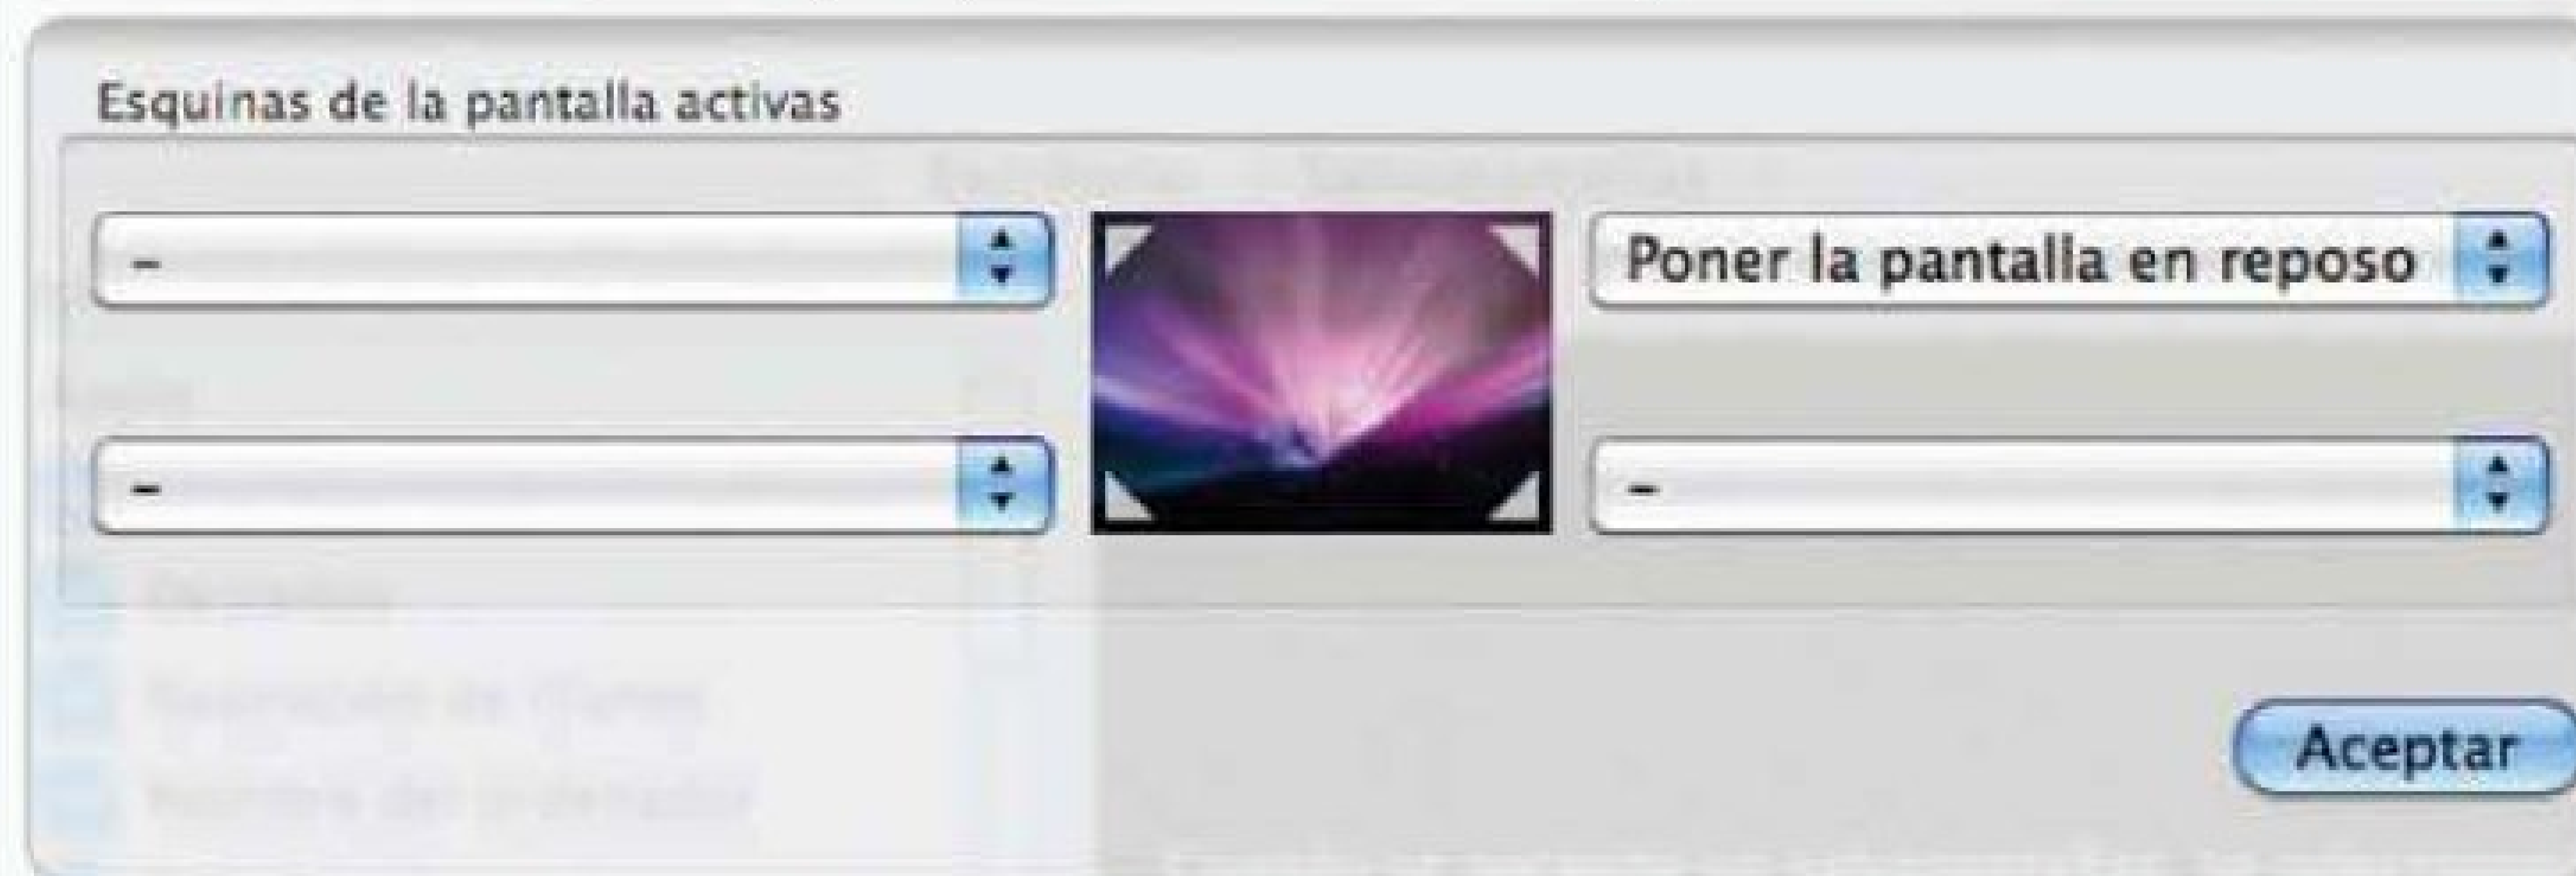 Esquinas de la pantalla activas
–
Poner la pantalla en reposo
–
–
Aceptar